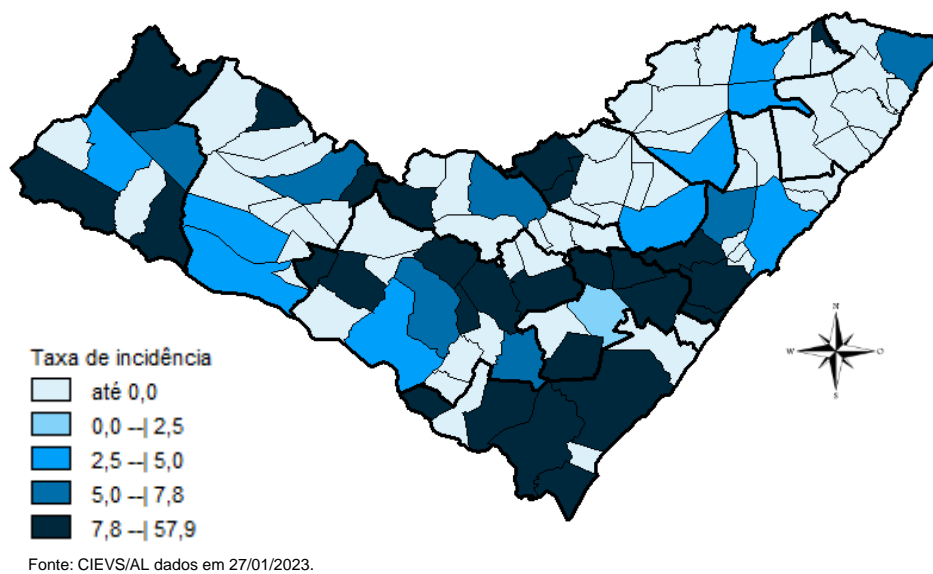 N
W
O
S
Taxa de incidência
até 0,0
0,0 --| 2,5
2,5 --| 5,0
5,0 --| 7,8
7,8 --| 57,9
Fonte: CIEVS/AL dados em 27/01/2023.